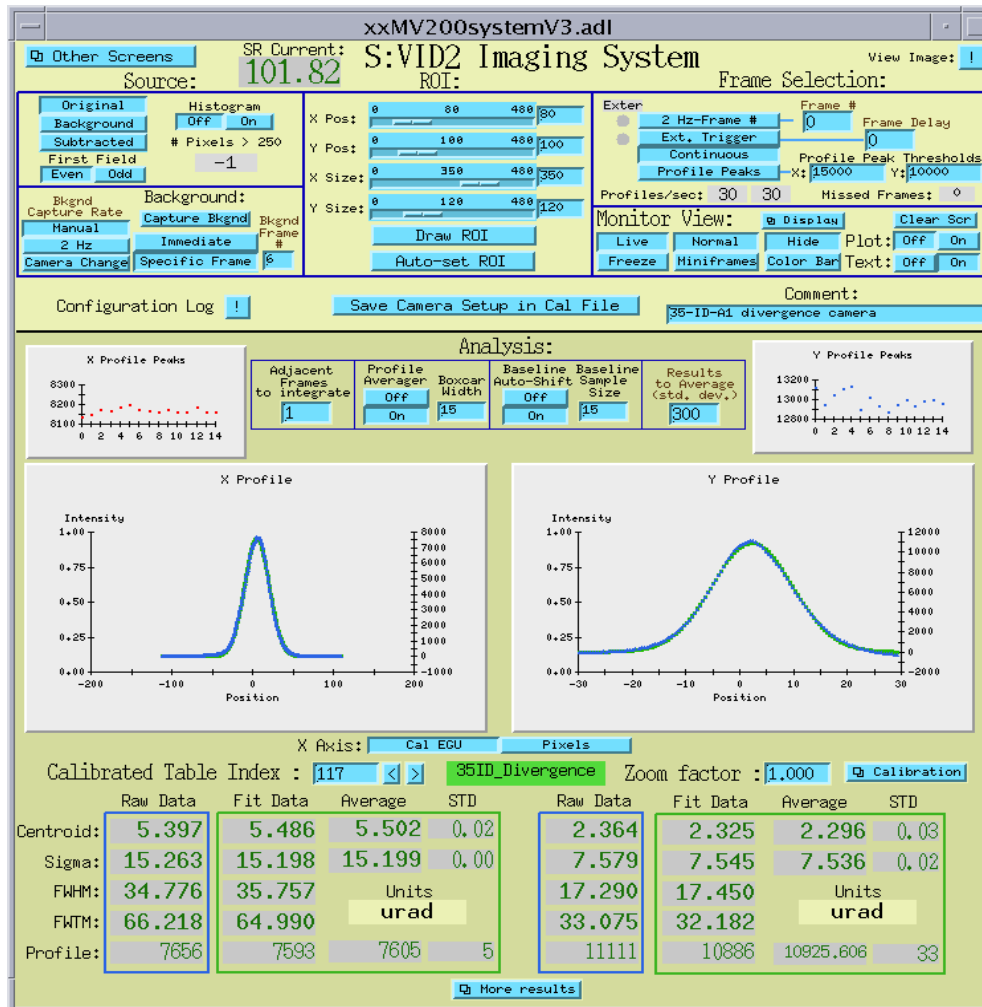 xxMV200systemV3.adl
Other Screens
SR Current:
101.82
S:VID2 Imaging System
View Image: !
Source:
ROI:
Frame Selection:
Original
Background
Subtracted
First Field
Even Odd
Histogram
Off On
# Pixels > 250
-1
Background:
Bkgnd
Capture Rate
Manual
2 Hz
Camera Change
Capture Bkgnd
Immediate
Specific Frame
Bkgnd
Frame
#
6
X Pos: 0 80 480 80
Y Pos: 0 100 480 100
X Size: 0 350 480 350
Y Size: 0 120 480 120
Draw ROI
Auto-set ROI
Exter
2 Hz-Frame #
Ext. Trigger
Continuous
Profile Peaks
Frame #
0
Frame Delay
0
Profile Peak Thresholds
X: 15000 Y: 10000
Profiles/sec: 30 30 Missed Frames: 0
Monitor View: Display Clear Scr
Live Normal Hide Plot: Off On
Freeze Miniframes Color Bar Text: Off On
Configuration Log !
Save Camera Setup in Cal File
Comment:
35-ID-A1 divergence camera
Analysis:
X Profile Peaks
8300
8200
8100
0 2 4 6 8 10 12 14
Adjacent
Frames
to integrate
1
Profile
Averager
Off
On
Boxcar
Width
15
Baseline
Auto-Shift
Off
On
Baseline
Sample
Size
15
Results
to Average
(std. dev.)
300
Y Profile Peaks
13200
13000
12800
0 2 4 6 8 10 12 14
X Profile
Intensity
1.00
0.75
0.50
0.25
0.00
8000
7000
6000
5000
4000
3000
2000
1000
0
-1000
-200 -100 0 100 200
Position
Y Profile
Intensity
1.00
0.75
0.50
0.25
0.00
12000
10000
8000
6000
4000
2000
0
-2000
-30 -20 -10 0 10 20 30
Position
X Axis: Cal EGU Pixels
Calibrated Table Index : 117 < > 35ID_Divergence Zoom factor : 1.000 Calibration
Raw Data Fit Data Average STD Raw Data Fit Data Average STD
Centroid: 5.397 5.486 5.502 0.02 2.364 2.325 2.296 0.03
Sigma: 15.263 15.198 15.199 0.00 7.579 7.545 7.536 0.02
FWHM: 34.776 35.757 Units 17.290 17.450 Units
FWTM: 66.218 64.990 urad 33.075 32.182 urad
Profile: 7656 7593 7605 5 11111 10886 10925.606 33
More results